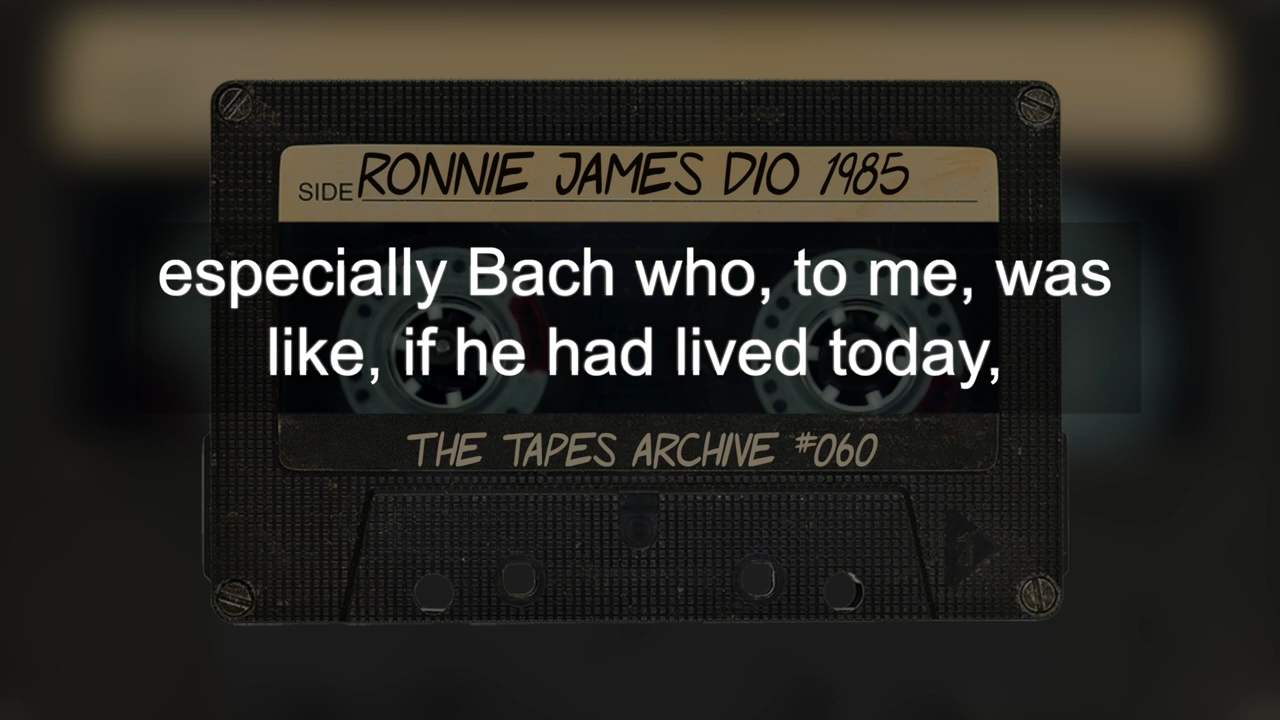 SIDE RONNIE JAMES DIO 1985
especially Bach who, to me, was
like, if he had lived today,
THE TAPES ARCHIVE #060